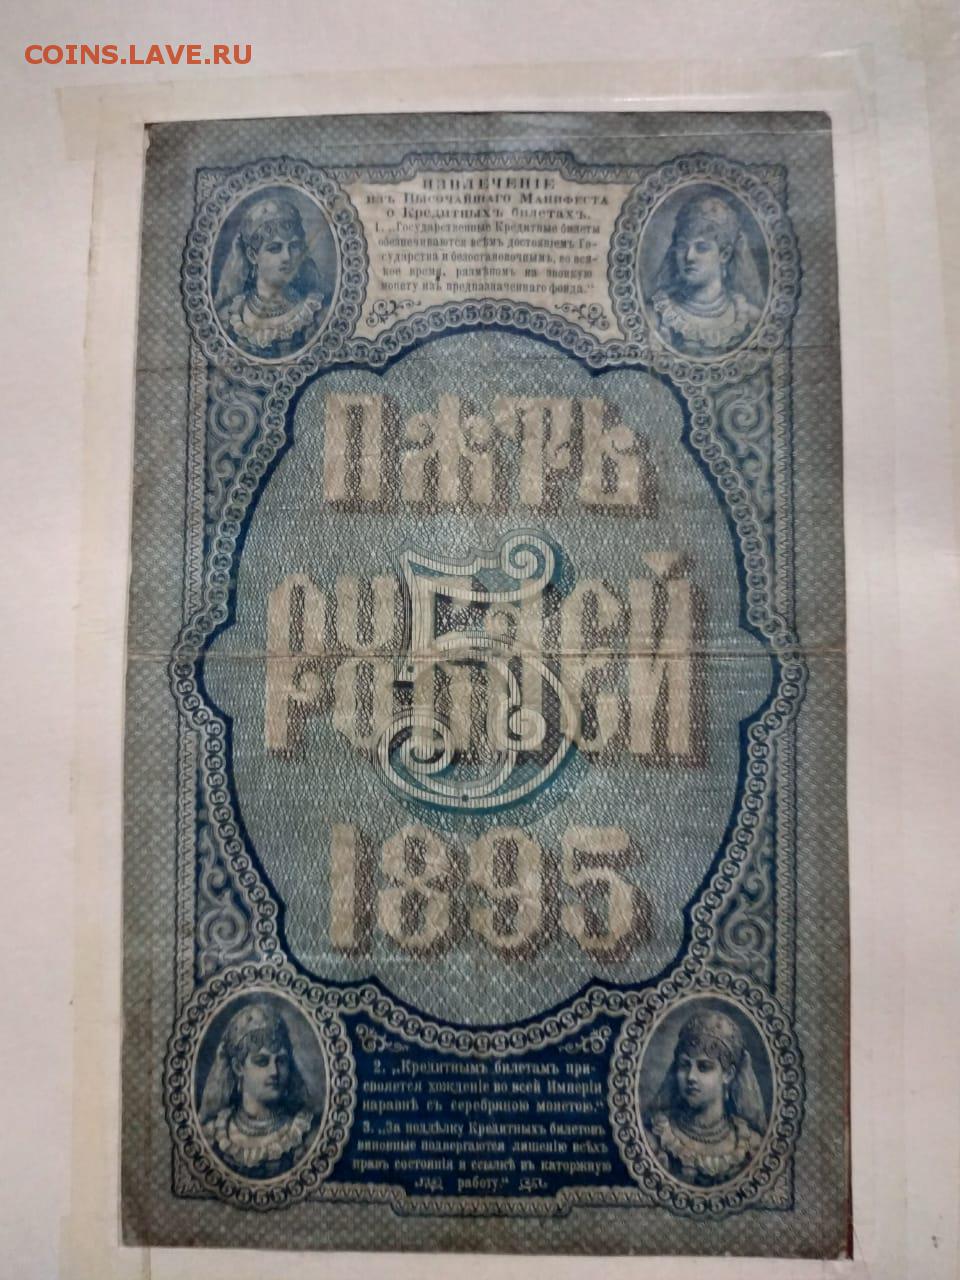 COINS.LAVE.RU
ИЗВЛЕЧЕНІЕ
изъ Высочайшаго Манифеста
о Кредитныхъ билетахъ.
1. „Государственные Кредитные билеты
обезпечиваются всѣмъ достояніемъ Го-
сударства и безостановочнымъ, во вся-
кое время, размѣномъ на звонкую
монету изъ предназначеннаго фонда.“
ПЯТЬ
РУБЛЕЙ
5
1895
2. „Кредитнымъ билетамъ при-
свояется хожденіе во всей Имперіи
наравнѣ съ серебряною монетою.“
3. „За поддѣлку Кредитныхъ билетовъ
виновные подвергаются лишенію всѣхъ
правъ состоянія и ссылкѣ въ каторжную
работу.“